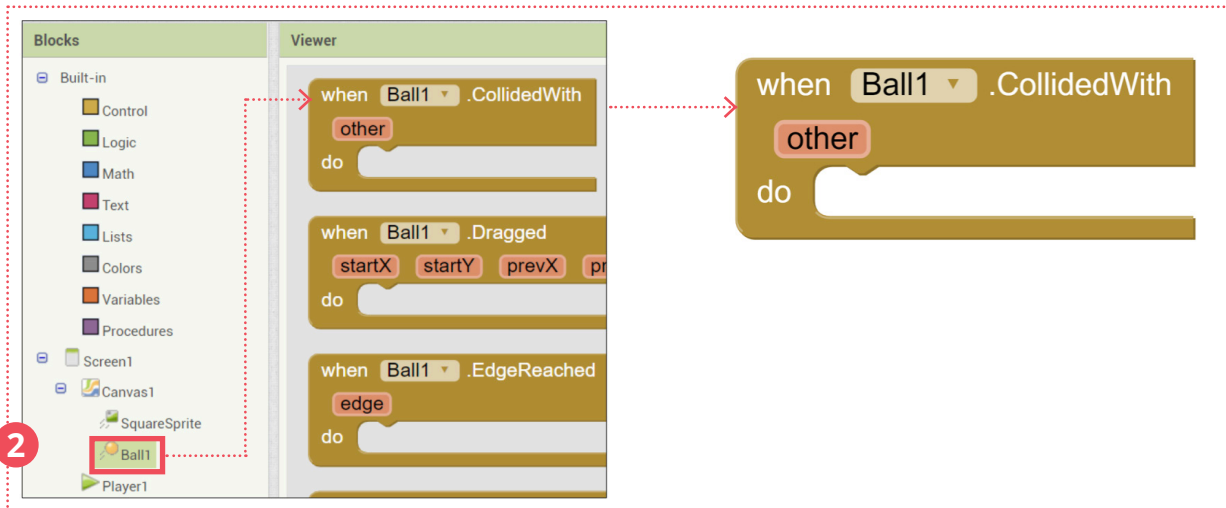 Blocks
Built-in
Control
Logic
Math
Text
Lists
Colors
Variables
Procedures
Screen1
Canvas1
SquareSprite
2
Ball1
Player1
Viewer
when Ball1 .CollidedWith
other
do
when Ball1 .Dragged
startX startY prevX
do
when Ball1 .EdgeReached
edge
do
when Ball1 .CollidedWith
other
do